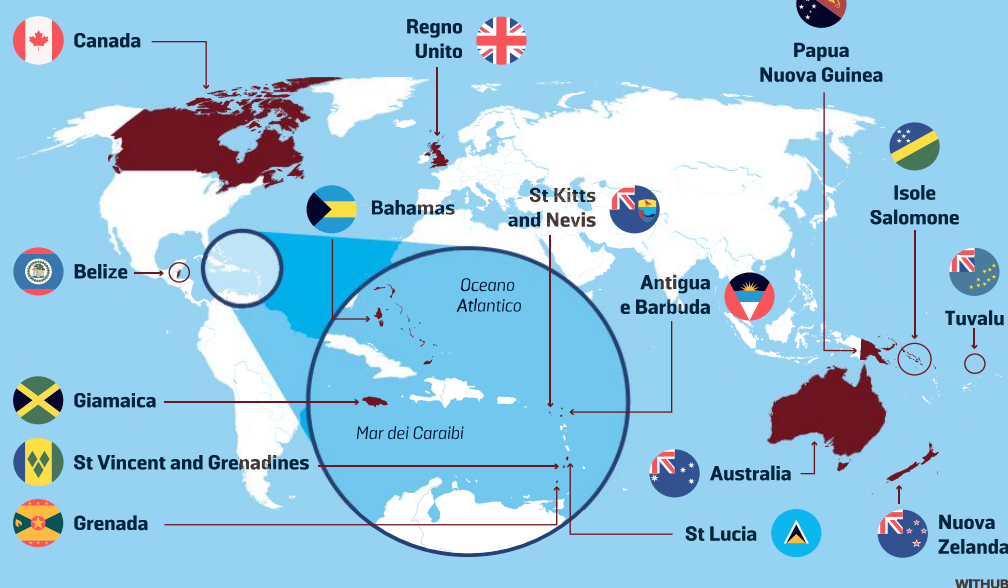 Canada
Regno
Unito
Papua
Nuova Guinea
Isole
Salomone
Bahamas
St Kitts
and Nevis
Belize
Oceano
Atlantico
Antigua
e Barbuda
Tuvalu
Giamaica
Mar dei Caraibi
St Vincent and Grenadines
Australia
Grenada
St Lucia
Nuova
Zelanda
WITHUB